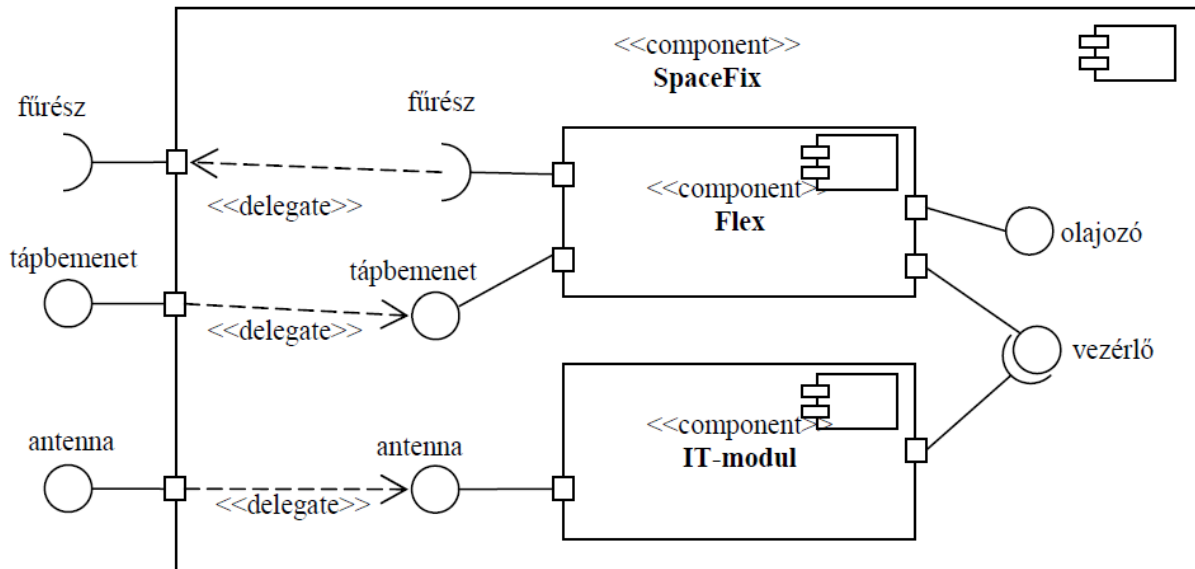 <<component>>
SpaceFix
fűrész
fűrész
<<delegate>>
<<component>>
Flex
olajozó
tápbemenet
tápbemenet
<<delegate>>
vezérlő
<<component>>
IT-modul
antenna
antenna
<<delegate>>